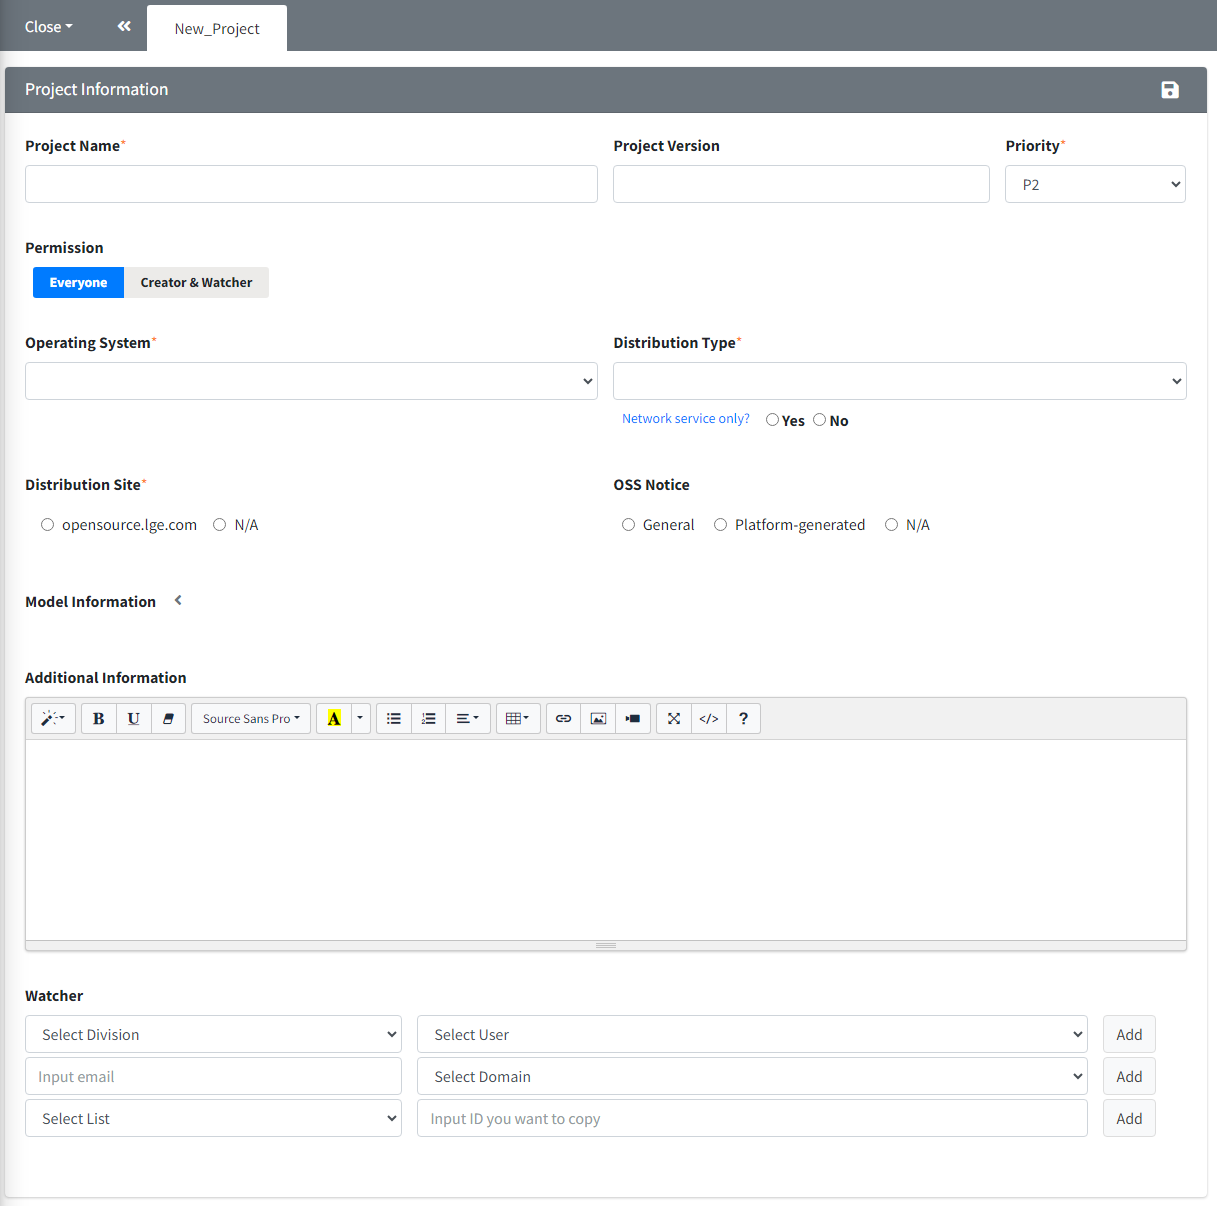 Close
New_Project
Project Information
Project Name* Project Version Priority*
P2
Permission
Everyone Creator & Watcher
Operating System* Distribution Type*
Network service only? Yes No
Distribution Site* OSS Notice
opensource.lge.com N/A General Platform-generated N/A
Model Information
Additional Information
B U Source Sans Pro A </> ?
Watcher
Select Division Select User Add
Input email Select Domain Add
Select List Input ID you want to copy Add